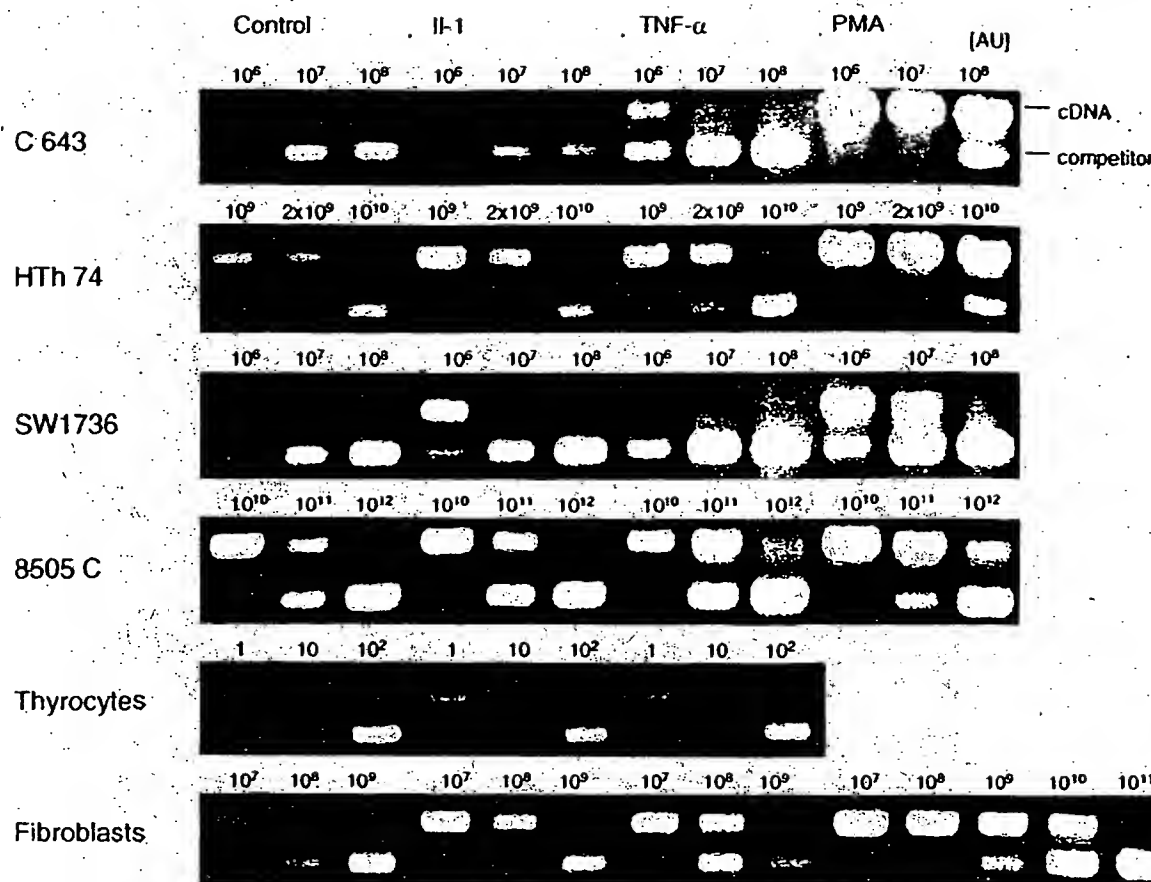 Control Il-1 TNF-α PMA [AU]
10⁶ 10⁷ 10⁸ 10⁶ 10⁷ 10⁸ 10⁶ 10⁷ 10⁸ 10⁶ 10⁷ 10⁸
C 643
cDNA
competitor
10⁹ 2x10⁹ 10¹⁰ 10⁹ 2x10⁹ 10¹⁰ 10⁹ 2x10⁹ 10¹⁰ 10⁹ 2x10⁹ 10¹⁰
HTh 74
10⁶ 10⁷ 10⁸ 10⁶ 10⁷ 10⁸ 10⁶ 10⁷ 10⁸ 10⁶ 10⁷ 10⁸
SW1736
10¹⁰ 10¹¹ 10¹² 10¹⁰ 10¹¹ 10¹² 10¹⁰ 10¹¹ 10¹² 10¹⁰ 10¹¹ 10¹²
8505 C
1 10 10² 1 10 10² 1 10 10²
Thyrocytes
10⁷ 10⁸ 10⁹ 10⁷ 10⁸ 10⁹ 10⁷ 10⁸ 10⁹ 10⁷ 10⁸ 10⁹ 10¹⁰ 10¹¹
Fibroblasts